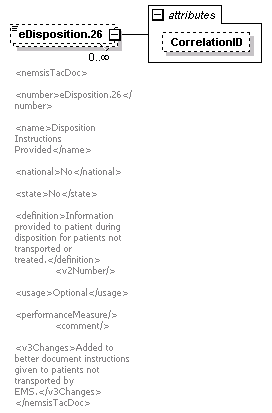 attributes
eDisposition.26
CorrelationID
0..∞
<nemsisTacDoc>
<number>eDisposition.26</
number>
<name>Disposition
Instructions
Provided</name>
<national>No</national>
<state>No</state>
<definition>Information
provided to patient during
disposition for patients not
transported or
treated.</definition>
<v2Number/>
<usage>Optional</usage>
<performanceMeasure/>
<comment/>
<v3Changes>Added to
better document instructions
given to patients not
transported by
EMS.</v3Changes>
</nemsisTacDoc>